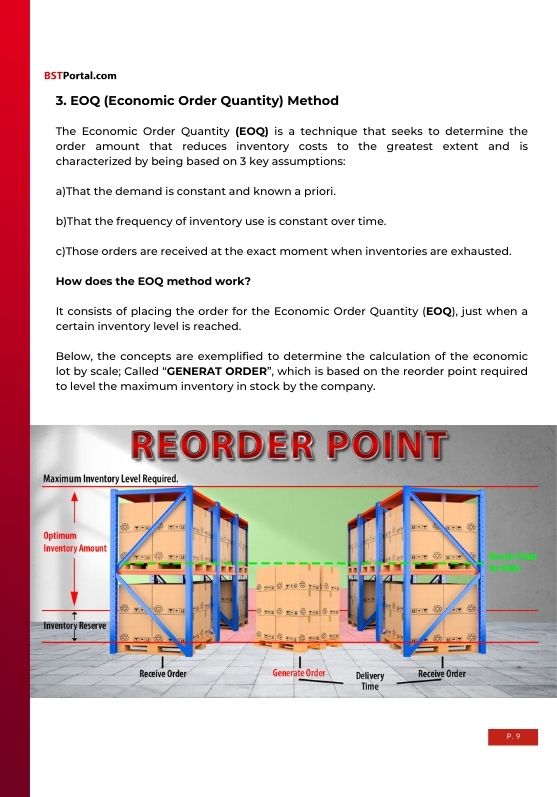 BSTPortal.com
3. EOQ (Economic Order Quantity) Method
The Economic Order Quantity (EOQ) is a technique that seeks to determine the
order amount that reduces inventory costs to the greatest extent and is
characterized by being based on 3 key assumptions:
a)That the demand is constant and known a priori.
b)That the frequency of inventory use is constant over time.
c)Those orders are received at the exact moment when inventories are exhausted.
How does the EOQ method work?
It consists of placing the order for the Economic Order Quantity (EOQ), just when a
certain inventory level is reached.
Below, the concepts are exemplified to determine the calculation of the economic
lot by scale; Called “GENERAT ORDER”, which is based on the reorder point required
to level the maximum inventory in stock by the company.
REORDER POINT
Maximum Inventory Level Required.
Optimum
Inventory Amount
Inventory Reserve
Receive Order
Generate Order
Delivery
Time
Receive Order
P. 9